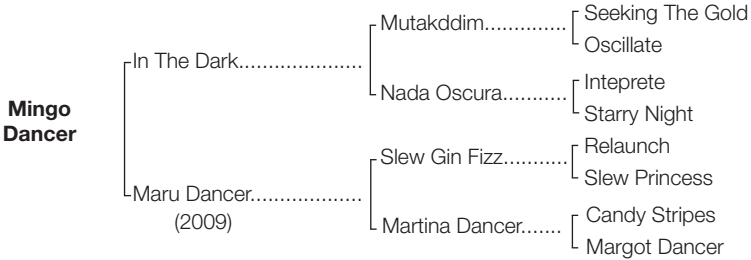 Seeking The Gold
Mutakddim..............
Oscillate
In The Dark.....................
Inteprete
Nada Oscura...........
Starry Night
Mingo
Dancer
Relaunch
Slew Gin Fizz...........
Slew Princess
Maru Dancer...................
(2009)
Candy Stripes
Martina Dancer.......
Margot Dancer